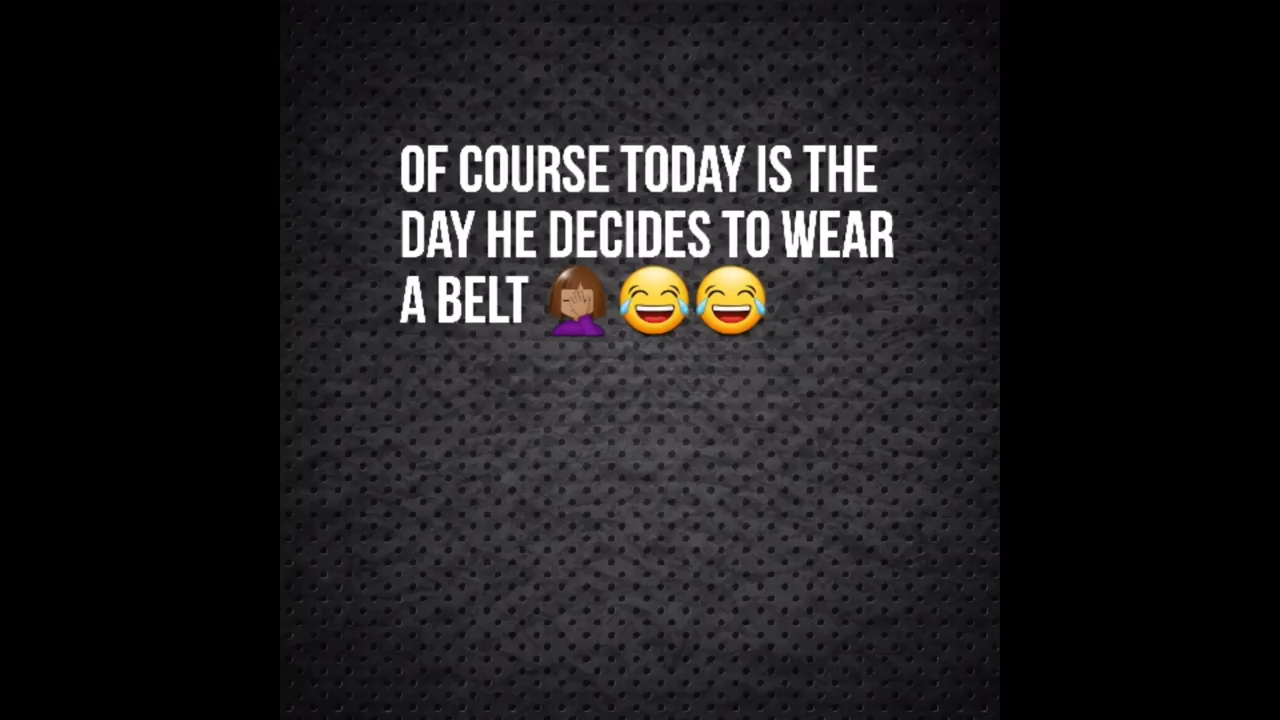 OF COURSE TODAY IS THE
DAY HE DECIDES TO WEAR
A BELT 🤦🏽‍♀️😂😂